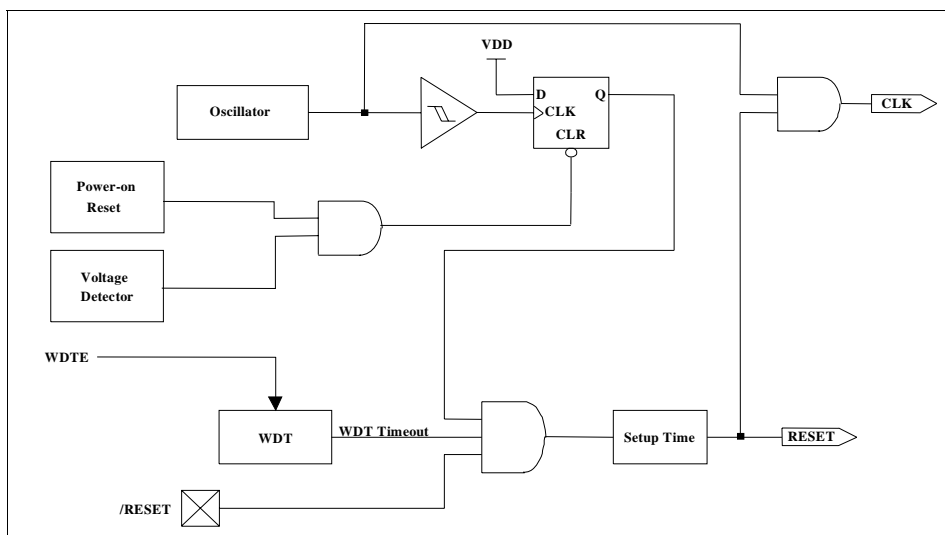 VDD
Oscillator
D
Q
CLK
CLR
CLK
Power-on
Reset
Voltage
Detector
WDTE
WDT
WDT Timeout
Setup Time
RESET
/RESET